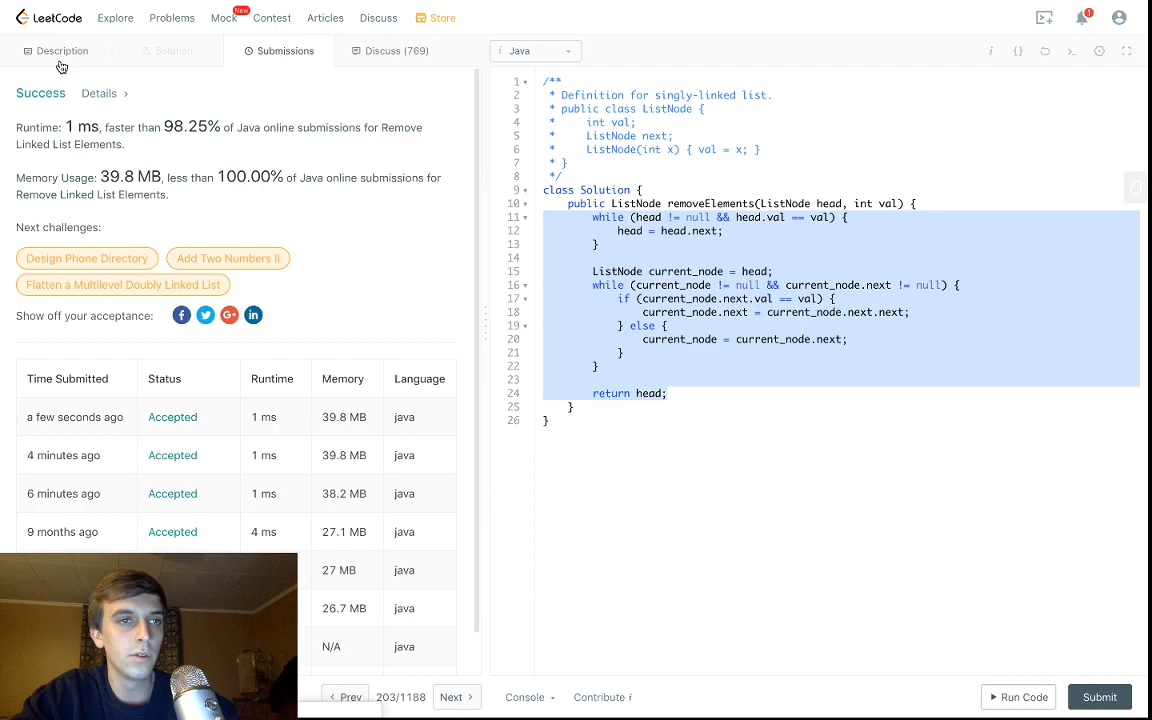 LeetCode Explore Problems Mock New Contest Articles Discuss Store 1
Description Solution Submissions Discuss (769) i Java
Success Details >
Runtime: 1 ms, faster than 98.25% of Java online submissions for Remove
Linked List Elements.
Memory Usage: 39.8 MB, less than 100.00% of Java online submissions for
Remove Linked List Elements.
Next challenges:
Design Phone Directory Add Two Numbers II
Flatten a Multilevel Doubly Linked List
Show off your acceptance:
Time Submitted Status Runtime Memory Language
a few seconds ago Accepted 1 ms 39.8 MB java
4 minutes ago Accepted 1 ms 39.8 MB java
6 minutes ago Accepted 1 ms 38.2 MB java
9 months ago Accepted 4 ms 27.1 MB java
27 MB java
26.7 MB java
N/A java
< Prev 203/1188 Next >
1 /**
2 * Definition for singly-linked list.
3 * public class ListNode {
4 *     int val;
5 *     ListNode next;
6 *     ListNode(int x) { val = x; }
7 * }
8 */
9 class Solution {
10 public ListNode removeElements(ListNode head, int val) {
11 while (head != null && head.val == val) {
12 head = head.next;
13 }
14
15 ListNode current_node = head;
16 while (current_node != null && current_node.next != null) {
17 if (current_node.next.val == val) {
18 current_node.next = current_node.next.next;
19 } else {
20 current_node = current_node.next;
21 }
22 }
23
24 return head;
25 }
26 }
Console Contribute i Run Code Submit